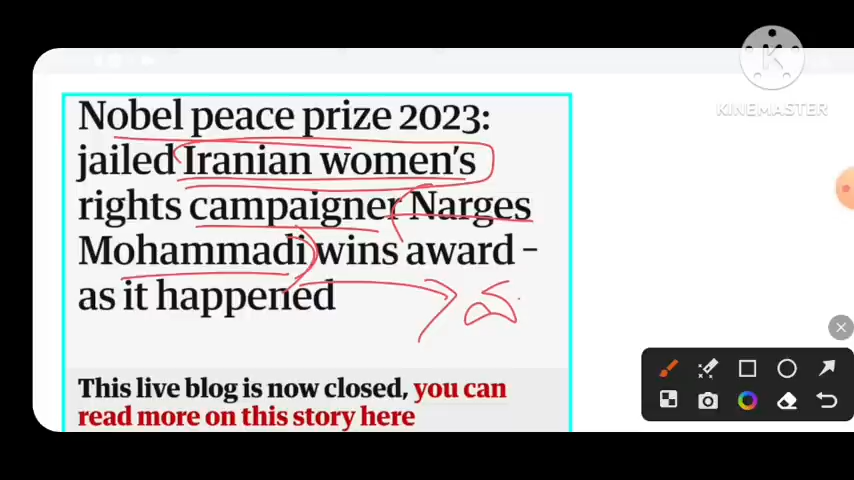 KINEMASTER
Nobel peace prize 2023:
jailed Iranian women's
rights campaigner Narges
Mohammadi wins award –
as it happened
This live blog is now closed, you can
read more on this story here